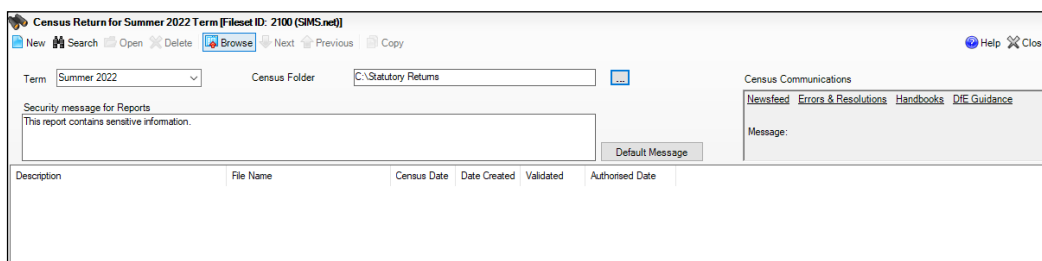 Census Return for Summer 2022 Term [Fileset ID: 2100 (SIMS.net)]
New Search Open Delete Browse Next Previous Copy Help Clos
Term Summer 2022 Census Folder C:\Statutory Returns ...
Census Communications
Newsfeed Errors & Resolutions Handbooks DfE Guidance
Security message for Reports
This report contains sensitive information.
Message:
Default Message
Description File Name Census Date Date Created Validated Authorised Date